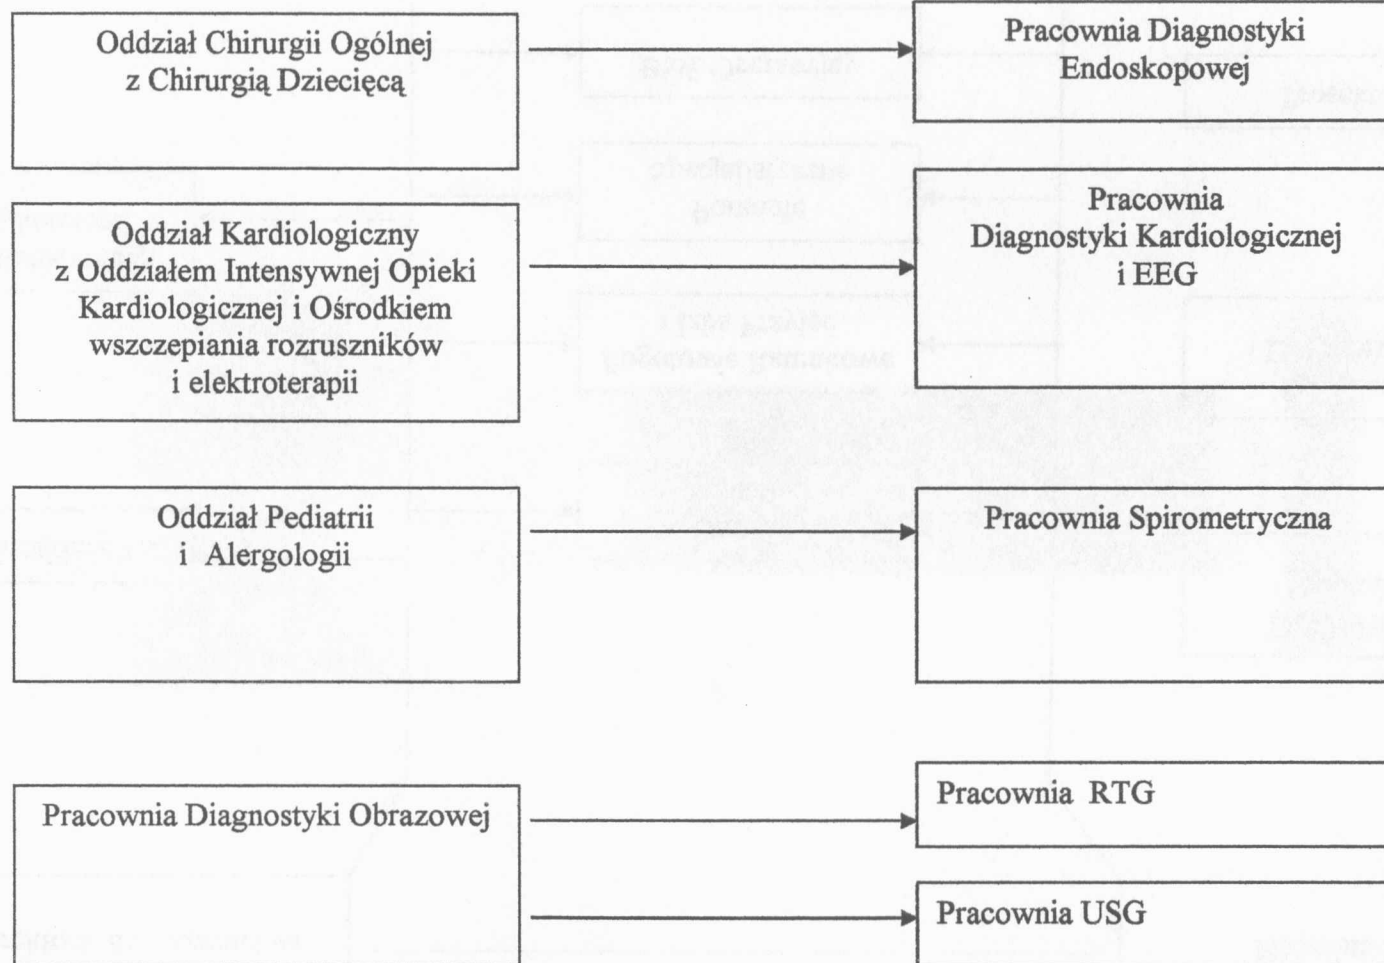 Oddział Chirurgii Ogólnej
z Chirurgią Dziecięcą
Pracownia Diagnostyki
Endoskopowej
Oddział Kardiologiczny
z Oddziałem Intensywnej Opieki
Kardiologicznej i Ośrodkiem
wszczepiania rozruszników
i elektroterapii
Pracownia
Diagnostyki Kardiologicznej
i EEG
Oddział Pediatrii
Alergologii
Pracownia Spirometryczna
Pracownia Diagnostyki Obrazowej
Pracownia RTG
Pracownia USG